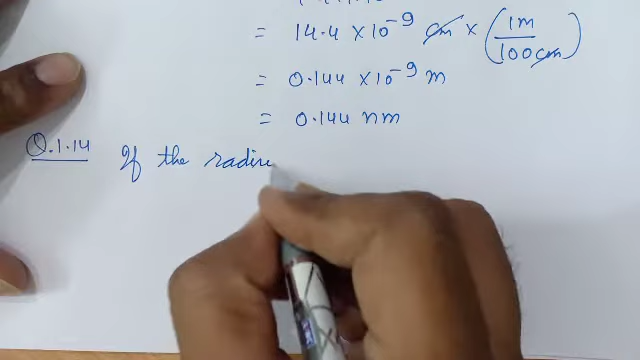 = 14.4 × 10⁻⁹ cm × (1m / 100cm)
= 0.144 × 10⁻⁹ m
= 0.144 nm
Q.1.14 If the radiu